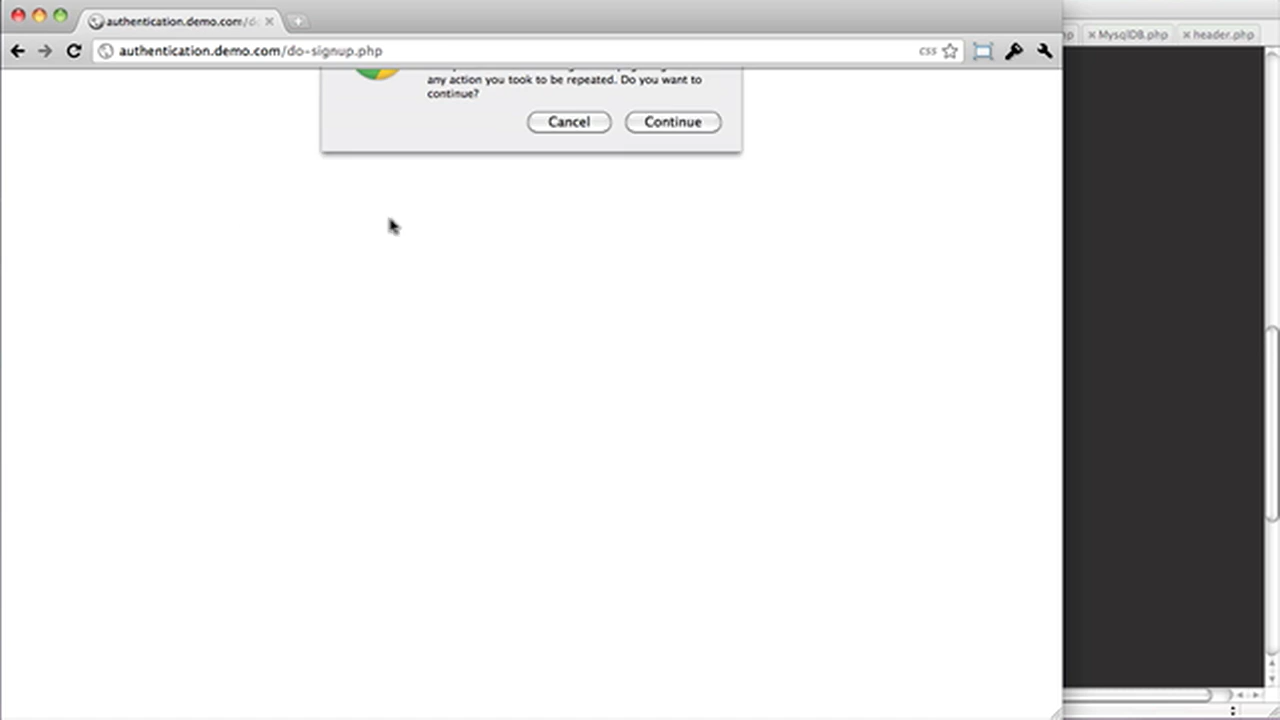 authentication.demo.com/d
authentication.demo.com/do-signup.php
css
MysqlDB.php
header.php
any action you took to be repeated. Do you want to
continue?
Cancel
Continue